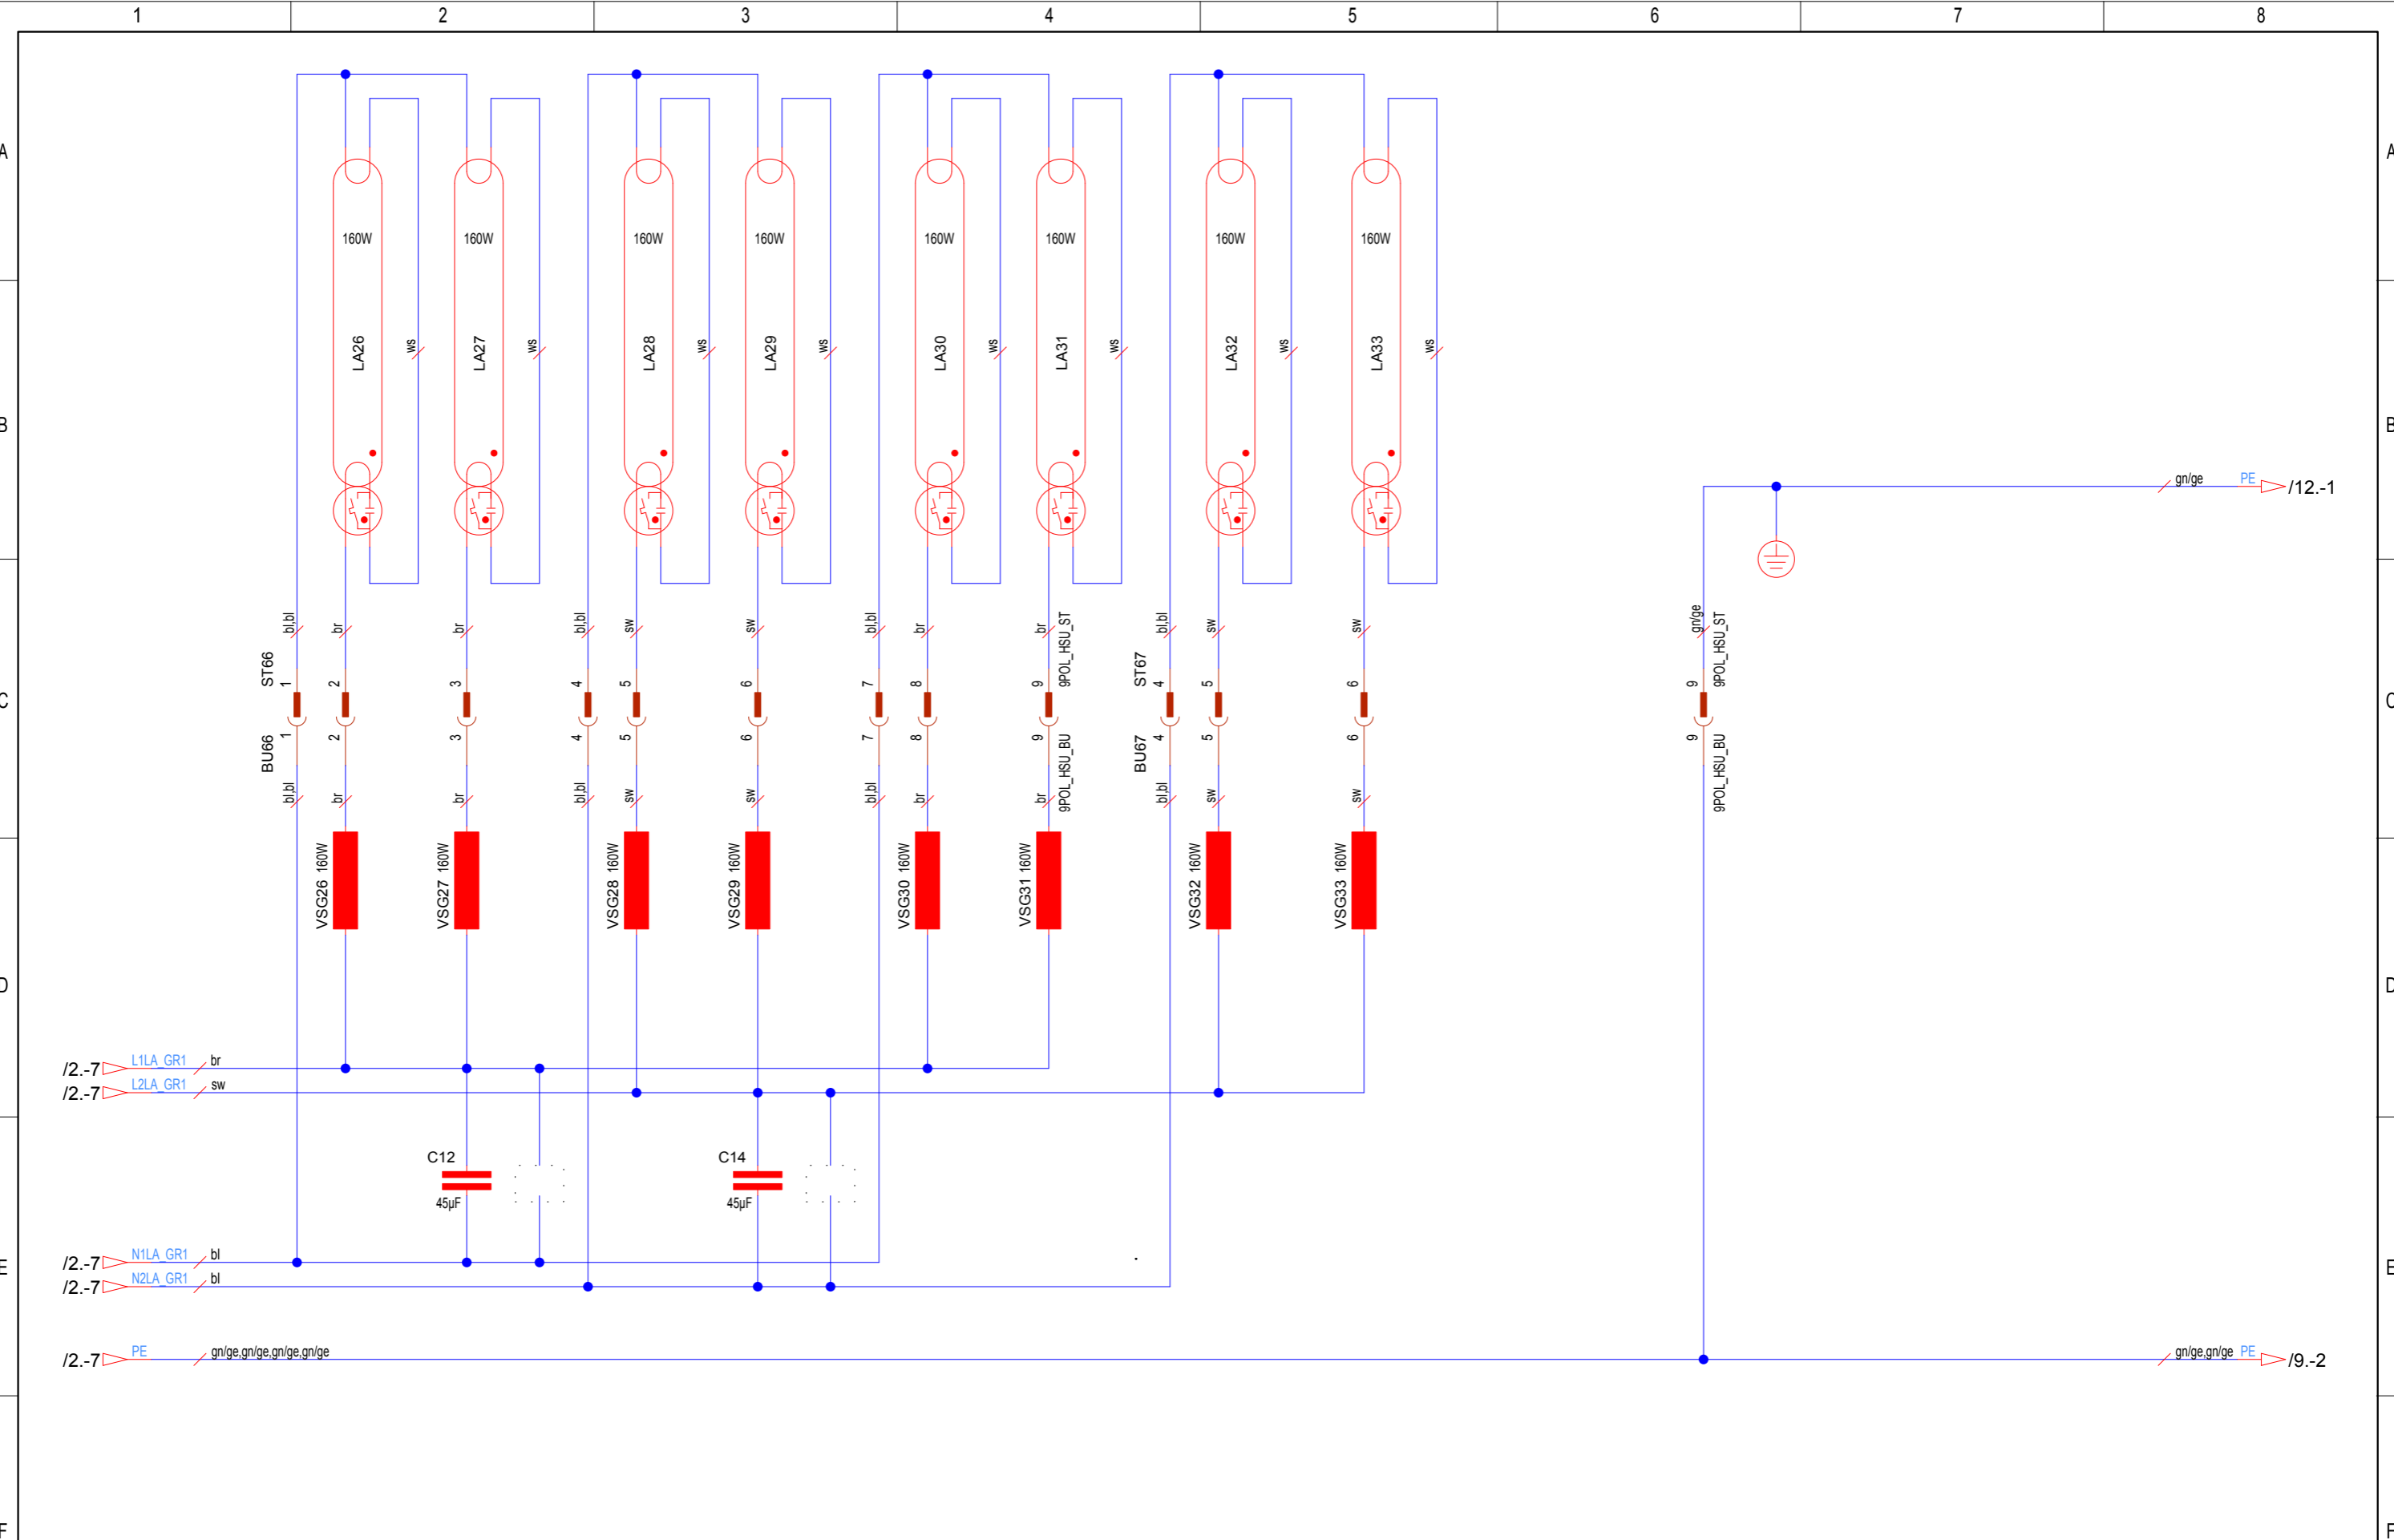 1 2 3 4 5 6 7 8
A A
160W 160W 160W 160W 160W 160W 160W 160W
LA26 ws LA27 ws LA28 ws LA29 ws LA30 ws LA31 ws LA32 ws LA33 ws
B B
gn/ge PE /12.-1
bl,bl br br bl,bl sw sw bl,bl br br 9POL_HSU_ST bl,bl sw sw gn/ge 9POL_HSU_ST
ST66 1 2 3 4 5 6 7 8 9 ST67 4 5 6 9
C C
BU66 1 2 3 4 5 6 7 8 9 BU67 4 5 6 9
bl,bl br br bl,bl sw sw bl,bl br br 9POL_HSU_BU bl,bl sw sw 9POL_HSU_BU
VSG26 160W VSG27 160W VSG28 160W VSG29 160W VSG30 160W VSG31 160W VSG32 160W VSG33 160W
D D
/2.-7 L1LA_GR1 br
/2.-7 L2LA_GR1 sw
C12 C14
45µF 45µF
/2.-7 N1LA_GR1 bl
E E
/2.-7 N2LA_GR1 bl
/2.-7 PE gn/ge,gn/ge,gn/ge,gn/ge gn/ge,gn/ge PE /9.-2
F F